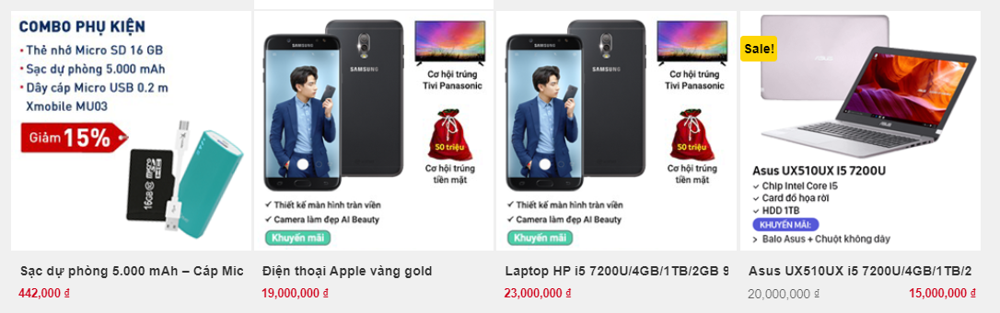 COMBO PHỤ KIỆN
• Thẻ nhớ Micro SD 16 GB
• Sạc dự phòng 5.000 mAh
• Dây cáp Micro USB 0.2 m
Xmobile MU03
Giảm 15%
micro
16GB
SAMSUNG
Cơ hội trúng
Tivi Panasonic
50 triệu
Cơ hội trúng
tiền mặt
✓ Thiết kế màn hình tràn viền
✓ Camera làm đẹp AI Beauty
Khuyến mãi
SAMSUNG
Cơ hội trúng
Tivi Panasonic
50 triệu
Cơ hội trúng
tiền mặt
✓ Thiết kế màn hình tràn viền
✓ Camera làm đẹp AI Beauty
Khuyến mãi
Sale!
ASUS
Asus UX510UX I5 7200U
✓ Chip Intel Core I5
✓ Card đồ họa rời
✓ HDD 1TB
KHUYẾN MÃI:
> Balo Asus + Chuột không dây
Sạc dự phòng 5.000 mAh – Cáp Mic
442,000 ₫
Điện thoại Apple vàng gold
19,000,000 ₫
Laptop HP i5 7200U/4GB/1TB/2GB 9
23,000,000 ₫
Asus UX510UX i5 7200U/4GB/1TB/2
20,000,000 ₫ 15,000,000 ₫